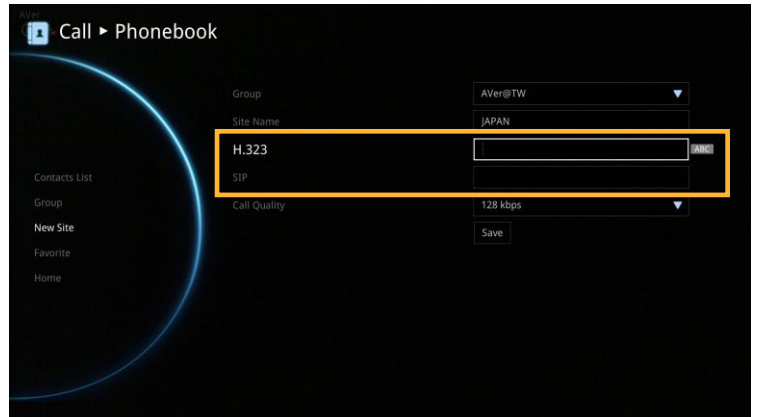 AVer
Call ▸ Phonebook
Group AVer@TW
Site Name JAPAN
H.323 ABC
SIP
Call Quality 128 kbps
Save
Contacts List
Group
New Site
Favorite
Home